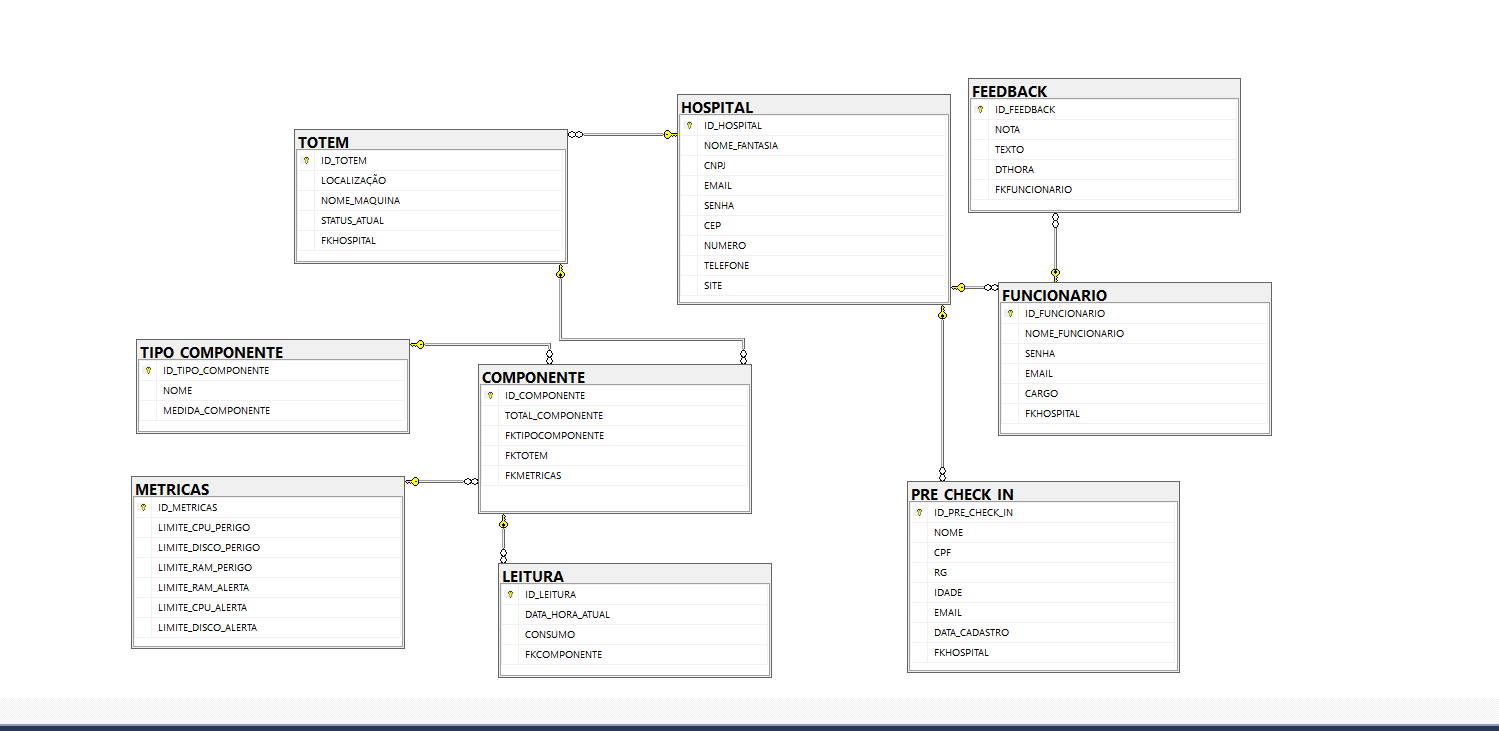 FEEDBACK
ID_FEEDBACK
NOTA
TEXTO
DTHORA
FKFUNCIONARIO
HOSPITAL
ID_HOSPITAL
NOME_FANTASIA
CNPJ
EMAIL
SENHA
CEP
NUMERO
TELEFONE
SITE
TOTEM
ID_TOTEM
LOCALIZAÇÃO
NOME_MAQUINA
STATUS_ATUAL
FKHOSPITAL
FUNCIONARIO
ID_FUNCIONARIO
NOME_FUNCIONARIO
SENHA
EMAIL
CARGO
FKHOSPITAL
TIPO_COMPONENTE
ID_TIPO_COMPONENTE
NOME
MEDIDA_COMPONENTE
COMPONENTE
ID_COMPONENTE
TOTAL_COMPONENTE
FKTIPOCOMPONENTE
FKTOTEM
FKMETRICAS
METRICAS
ID_METRICAS
LIMITE_CPU_PERIGO
LIMITE_DISCO_PERIGO
LIMITE_RAM_PERIGO
LIMITE_RAM_ALERTA
LIMITE_CPU_ALERTA
LIMITE_DISCO_ALERTA
LEITURA
ID_LEITURA
DATA_HORA_ATUAL
CONSUMO
FKCOMPONENTE
PRE_CHECK_IN
ID_PRE_CHECK_IN
NOME
CPF
RG
IDADE
EMAIL
DATA_CADASTRO
FKHOSPITAL